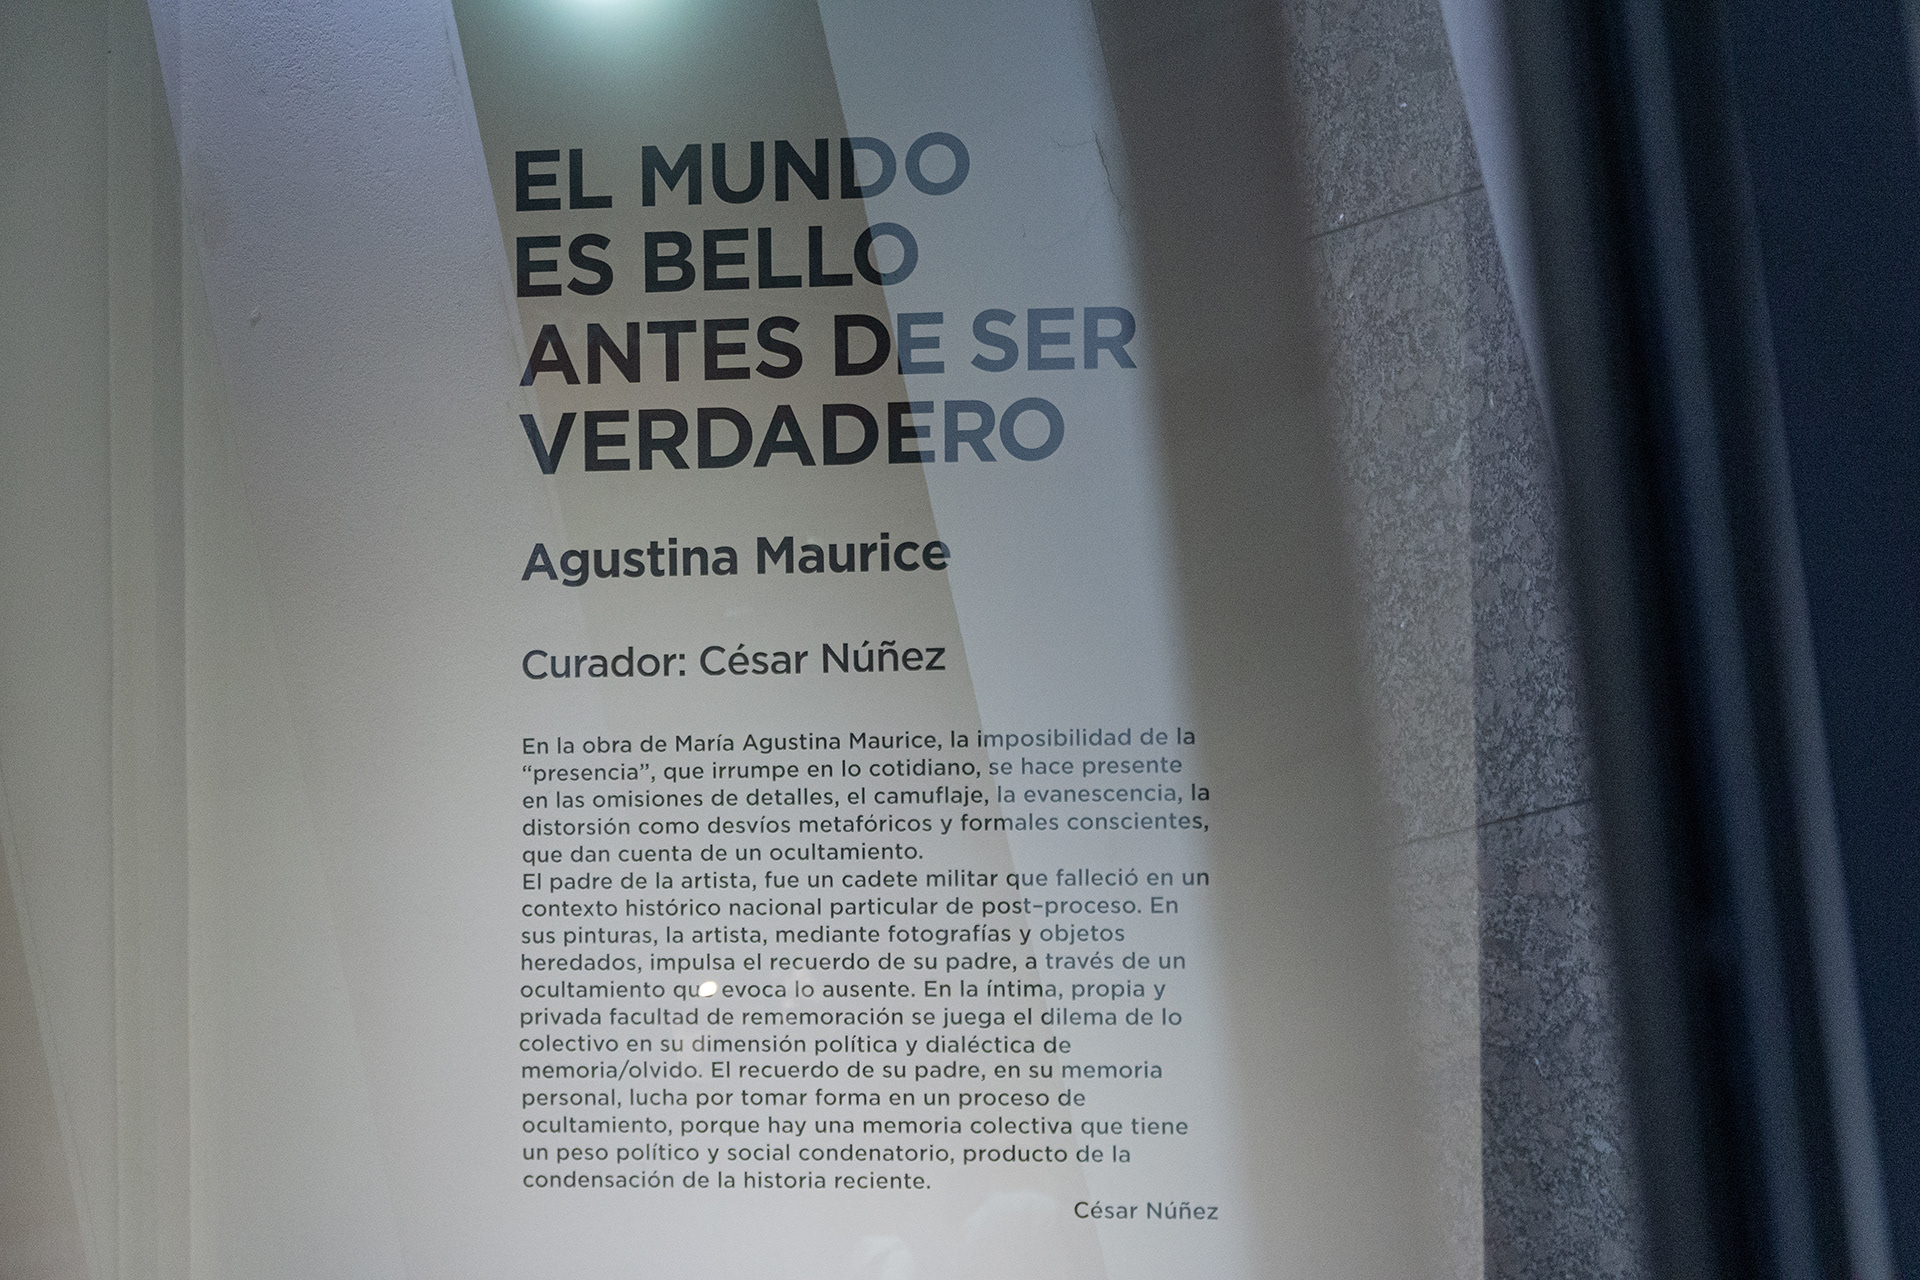 EL MUNDO
ES BELLO
ANTES DE SER
VERDADERO
Agustina Maurice
Curador: César Núñez
En la obra de María Agustina Maurice, la imposibilidad de la
“presencia”, que irrumpe en lo cotidiano, se hace presente
en las omisiones de detalles, el camuflaje, la evanescencia, la
distorsión como desvíos metafóricos y formales conscientes,
que dan cuenta de un ocultamiento.
El padre de la artista, fue un cadete militar que falleció en un
contexto histórico nacional particular de post-proceso. En
sus pinturas, la artista, mediante fotografías y objetos
heredados, impulsa el recuerdo de su padre, a través de un
ocultamiento que evoca lo ausente. En la íntima, propia y
privada facultad de rememoración se juega el dilema de lo
colectivo en su dimensión política y dialéctica de
memoria/olvido. El recuerdo de su padre, en su memoria
personal, lucha por tomar forma en un proceso de
ocultamiento, porque hay una memoria colectiva que tiene
un peso político y social condenatorio, producto de la
condensación de la historia reciente.
César Núñez